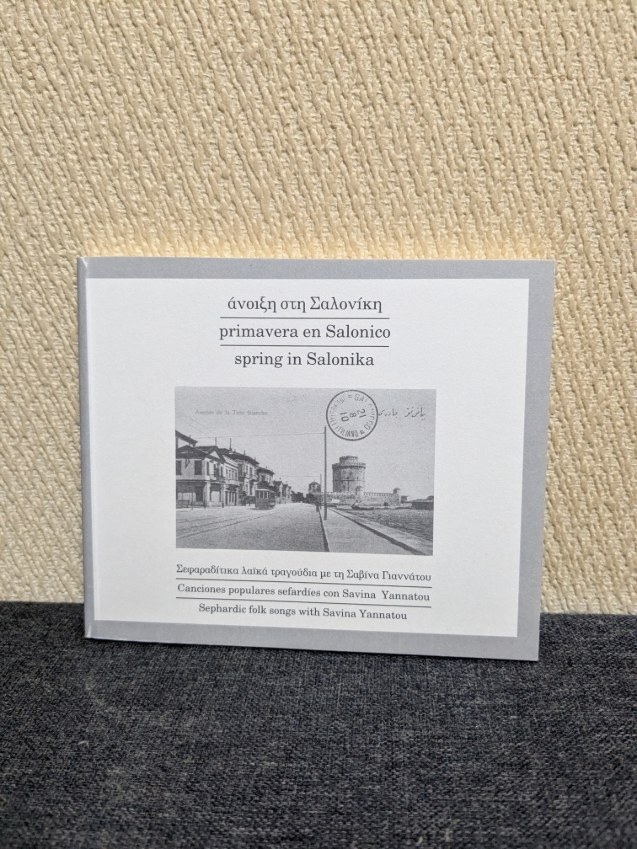 άνοιξη στη Σαλονίκη
primavera en Salonico
spring in Salonika
Σεφαραδίτικα λαϊκά τραγούδια με τη Σαβίνα Γιαννάτου
Canciones populares sefardíes con Savina Yannatou
Sephardic folk songs with Savina Yannatou